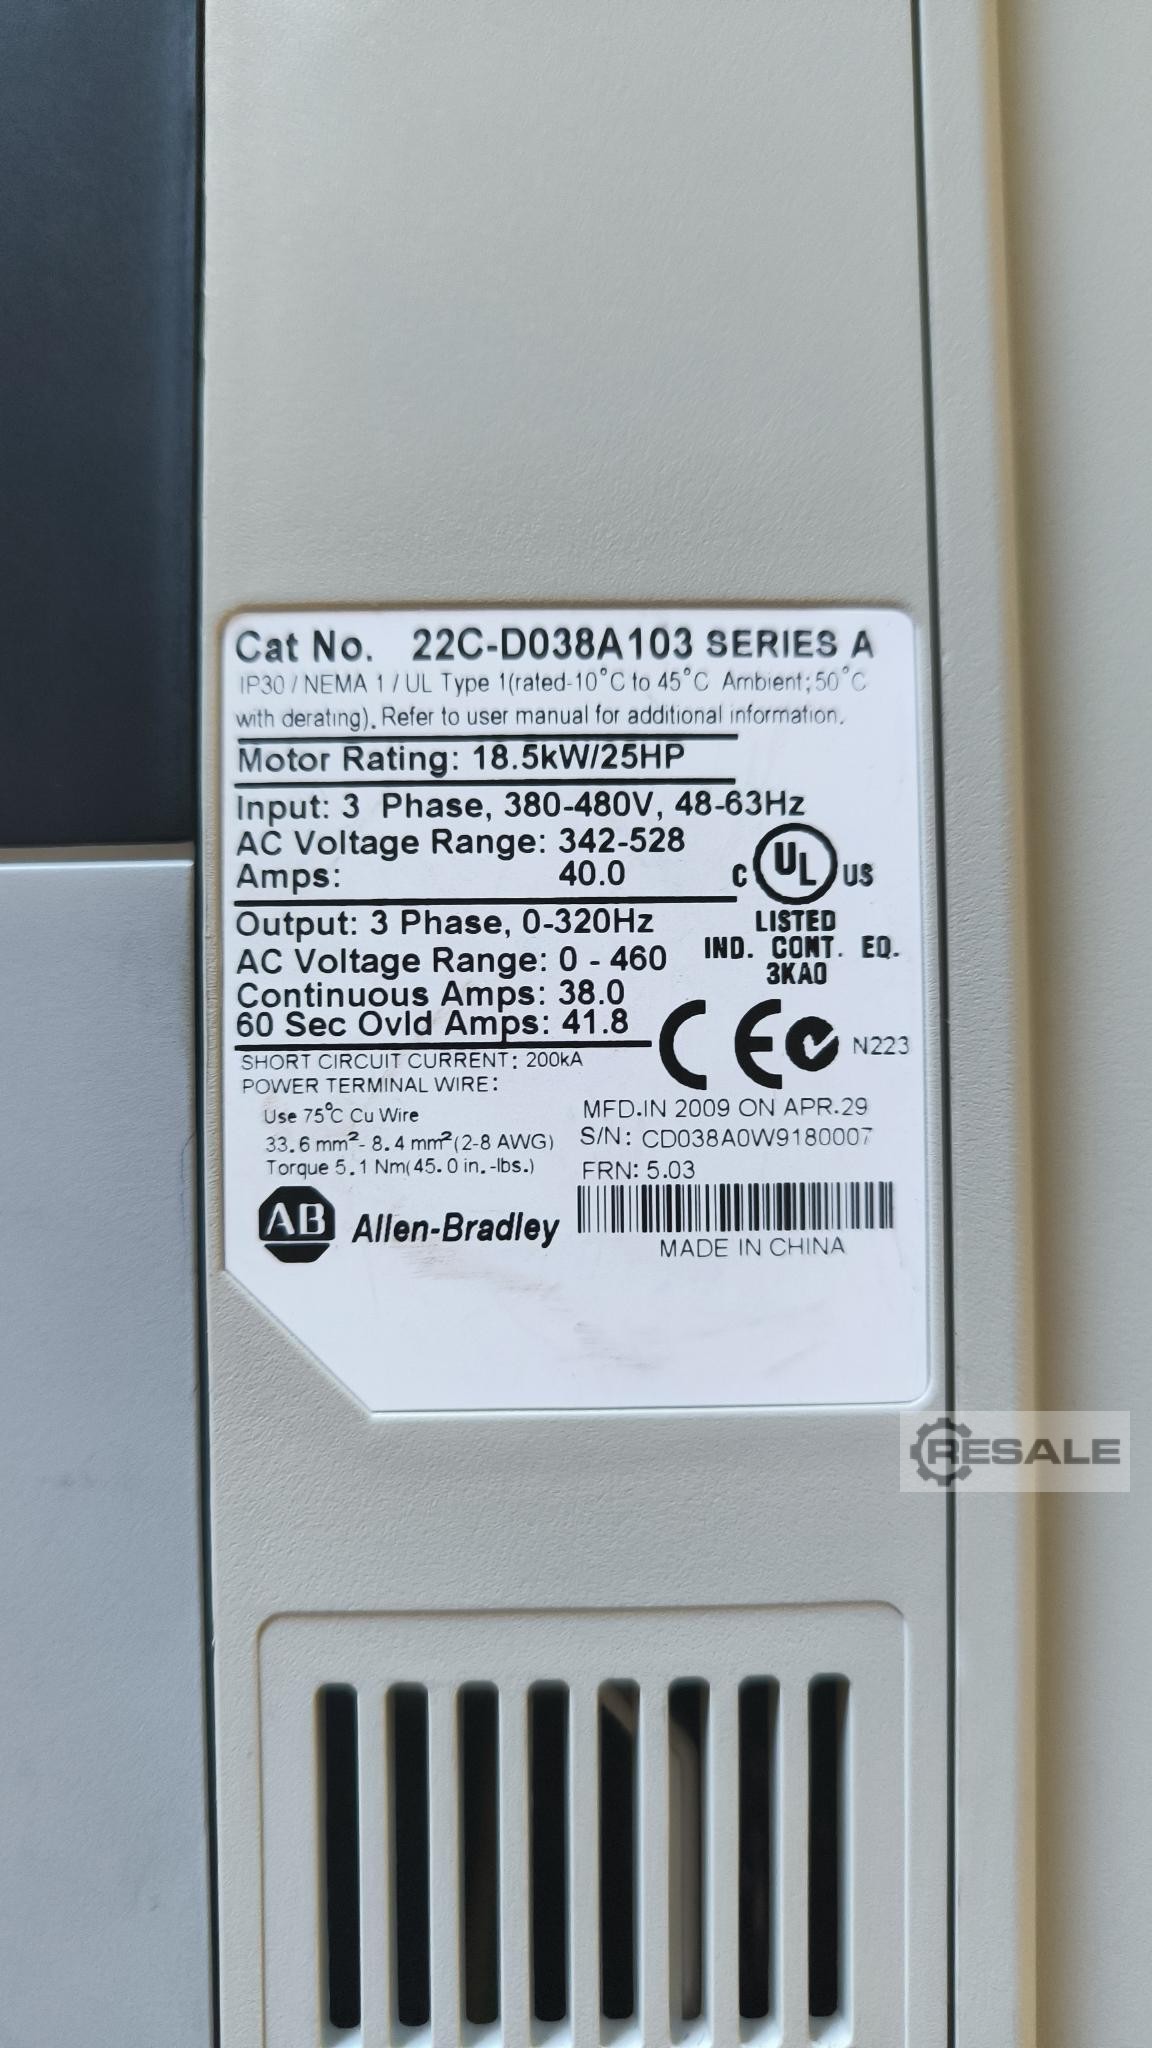 Cat No. 22C-D038A103 SERIES A
IP30 / NEMA 1 / UL Type 1(rated-10°C to 45°C Ambient; 50°C
with derating). Refer to user manual for additional information.
Motor Rating: 18.5kW/25HP
Input: 3 Phase, 380-480V, 48-63Hz
AC Voltage Range: 342-528
Amps: 40.0
C UL US
LISTED
IND. CONT. EQ.
3KA0
Output: 3 Phase, 0-320Hz
AC Voltage Range: 0 - 460
Continuous Amps: 38.0
60 Sec Ovld Amps: 41.8
CE N223
SHORT CIRCUIT CURRENT: 200kA
POWER TERMINAL WIRE:
Use 75°C Cu Wire
33.6 mm²- 8.4 mm²(2-8 AWG)
Torque 5.1 Nm(45.0 in.-lbs.)
MFD.IN 2009 ON APR.29
S/N: CD038A0W9180007
FRN: 5.03
AB Allen-Bradley
MADE IN CHINA
RESALE